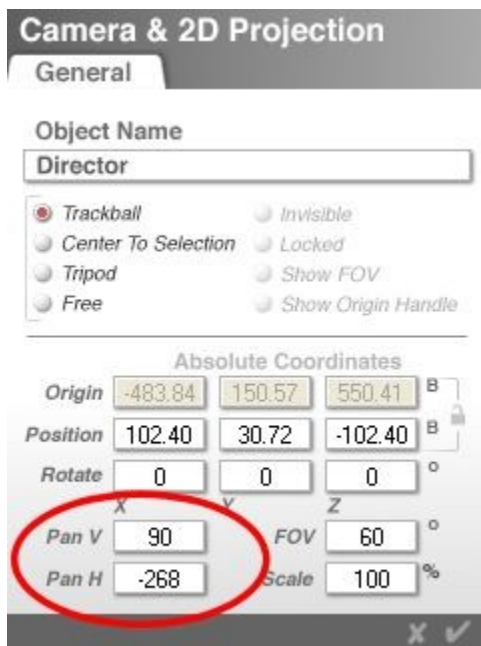 Camera & 2D Projection
General
Object Name
Director
Trackball Invisible
Center To Selection Locked
Tripod Show FOV
Free Show Origin Handle
Absolute Coordinates
Origin -483.84 150.57 550.41 B
Position 102.40 30.72 -102.40 B
Rotate 0 0 0 °
X Y Z
Pan V 90 FOV 60 °
Pan H -268 Scale 100 %